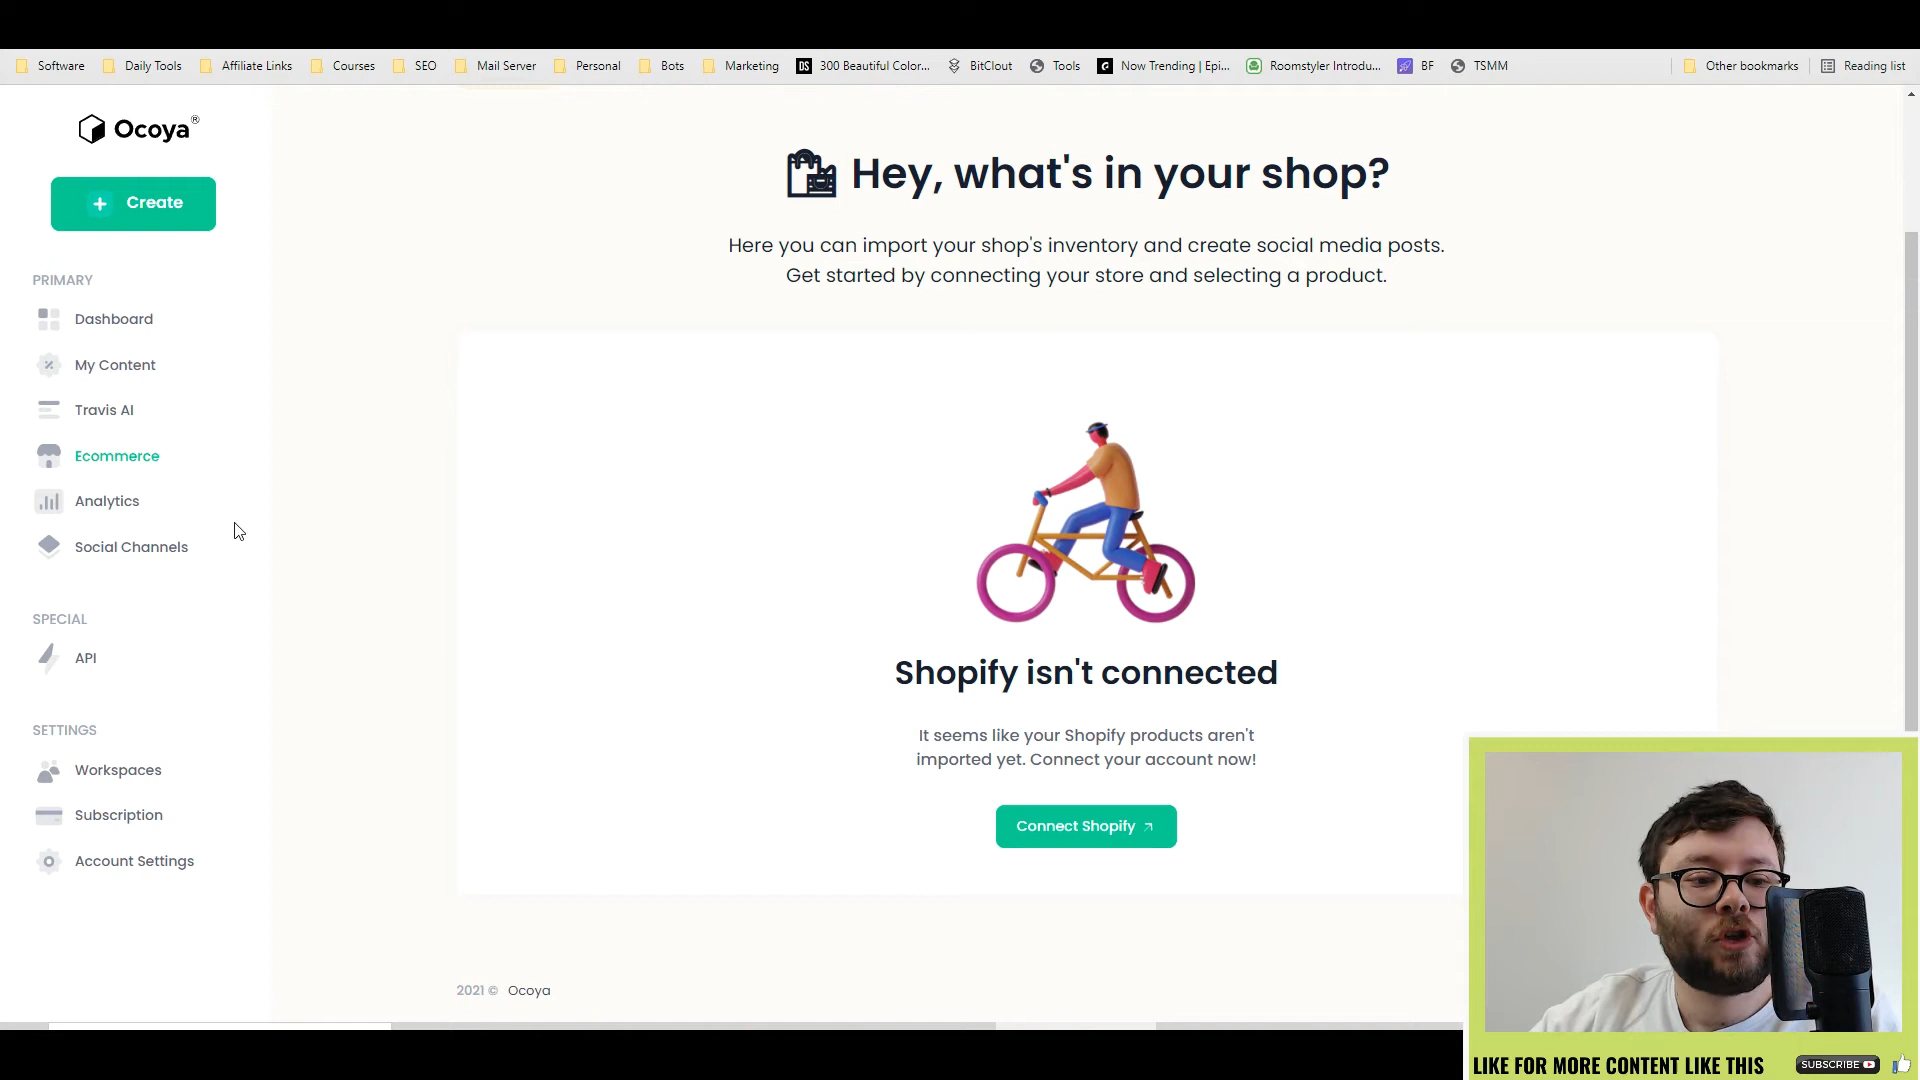 Software
Daily Tools
Affiliate Links
Courses
SEO
Mail Server
Personal
Bots
Marketing
DS 300 Beautiful Color...
BitClout
Tools
Now Trending | Epi...
Roomstyler Introdu...
BF
TSMM
Other bookmarks
Reading list
Ocoya®
+ Create
PRIMARY
Dashboard
My Content
Travis AI
Ecommerce
Analytics
Social Channels
SPECIAL
API
SETTINGS
Workspaces
Subscription
Account Settings
Hey, what's in your shop?
Here you can import your shop's inventory and create social media posts.
Get started by connecting your store and selecting a product.
Shopify isn't connected
It seems like your Shopify products aren't
imported yet. Connect your account now!
Connect Shopify
2021 © Ocoya
LIKE FOR MORE CONTENT LIKE THIS
SUBSCRIBE